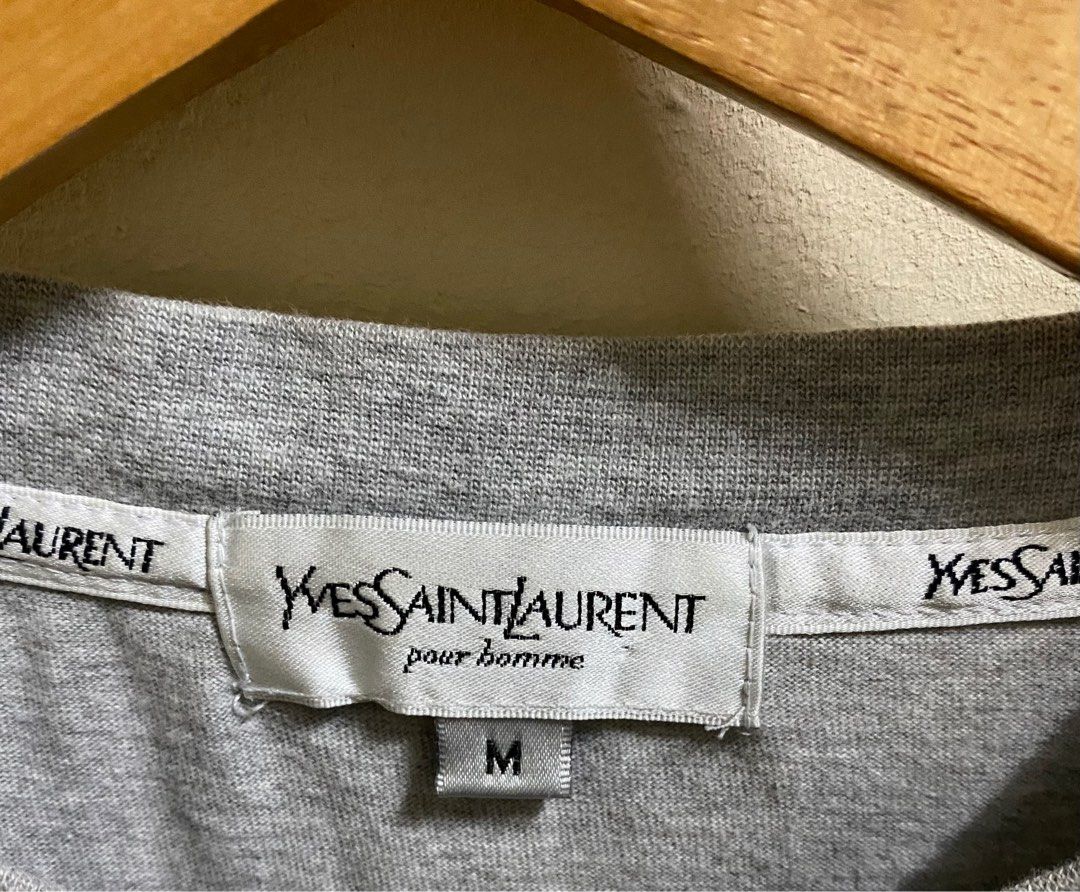 LAURENT
YVESSAINTLAURENT
pour homme
M
YVESSAI